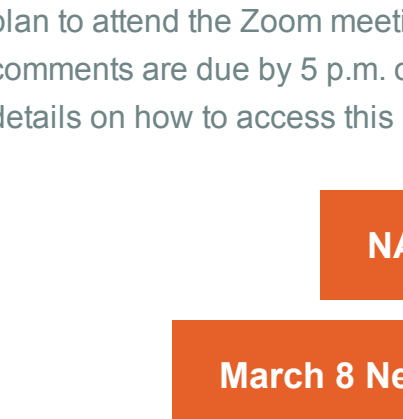 plan to attend the Zoom meeti
comments are due by 5 p.m.
details on how to access this
NA
March 8 Ne